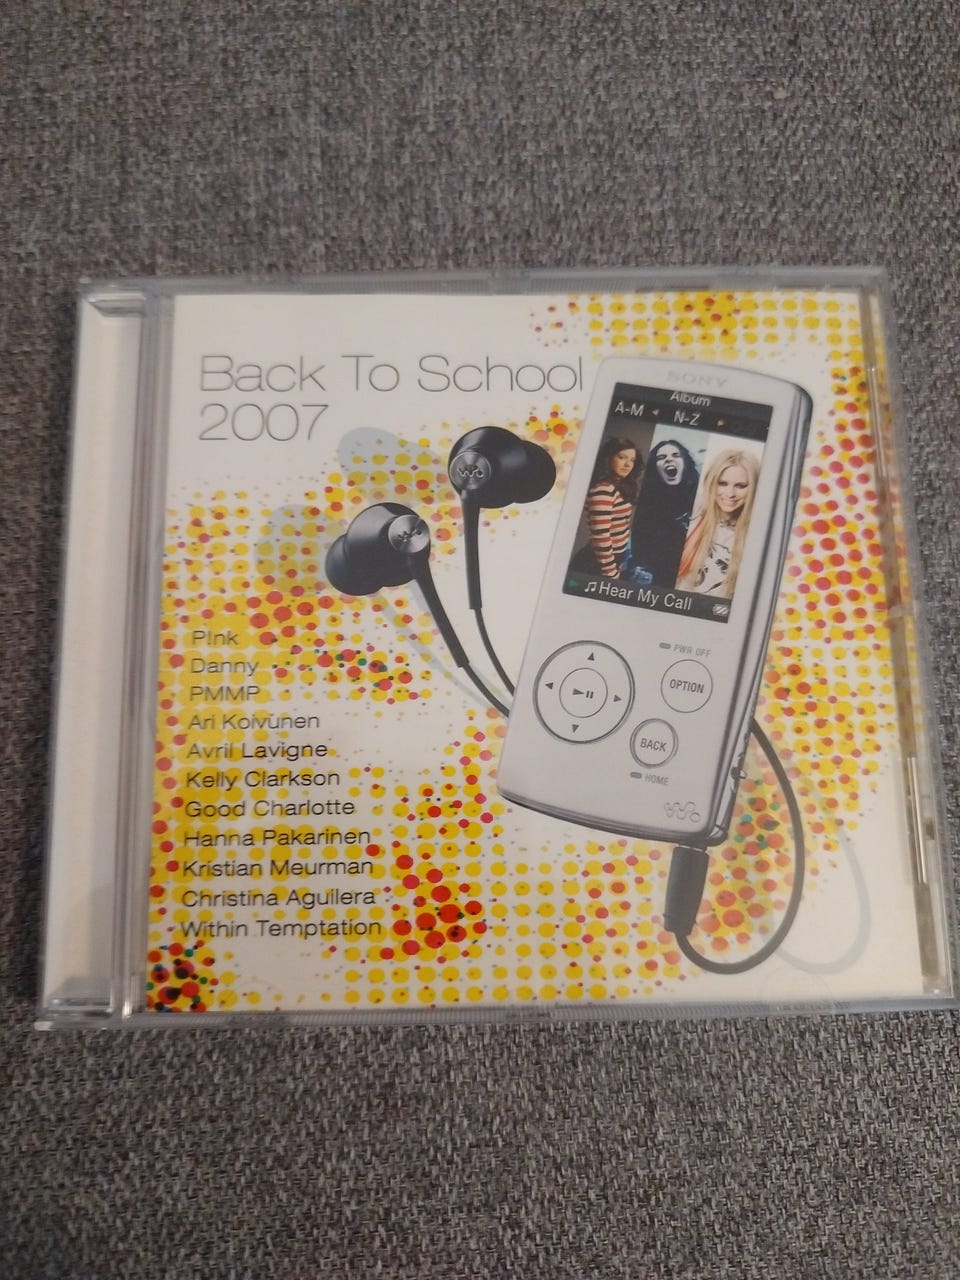 Back To School
2007
SONY
Album
A-M N-Z
Hear My Call
PWR OFF
OPTION
BACK
HOME
P!nk
Danny
PMMP
Ari Koivunen
Avril Lavigne
Kelly Clarkson
Good Charlotte
Hanna Pakarinen
Kristian Meurman
Christina Aguilera
Within Temptation